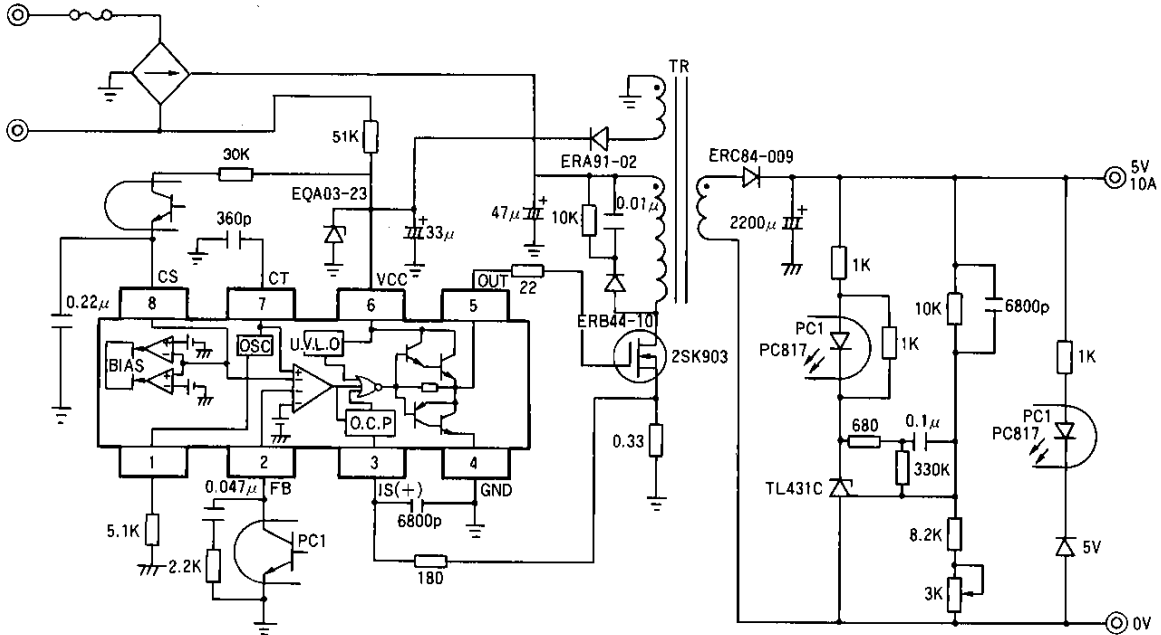 TR
51K
ERA91-02
ERC84-009
5V
10A
30K
EQA03-23
360p
33μ
47μ
10K
0.01μ
2200μ
1K
CS
CT
VCC
OUT
22
0.22μ
8
7
6
5
ERB44-10
10K
6800p
OSC
U.V.L.O
BIAS
2SK903
PC1
PC817
1K
1K
O.C.P
0.33
680
0.1μ
PC1
PC817
1
2
3
4
330K
0.047μ
FB
IS(+)
GND
TL431C
6800p
5.1K
PC1
8.2K
5V
2.2K
180
3K
0V